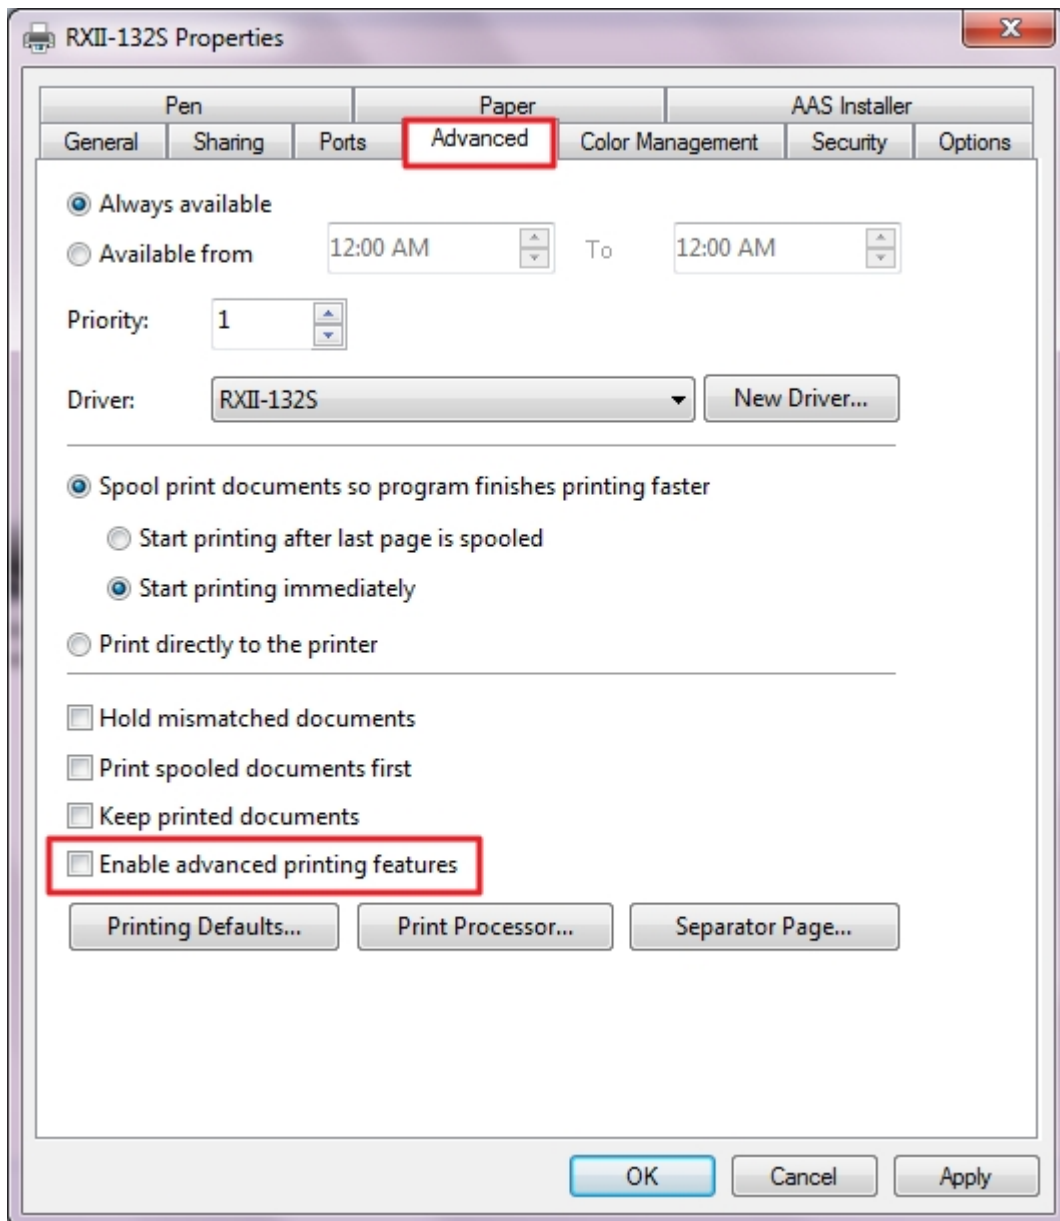 RXII-132S Properties
Pen Paper AAS Installer
General Sharing Ports Advanced Color Management Security Options
Always available
Available from 12:00 AM To 12:00 AM
Priority: 1
Driver: RXII-132S New Driver...
Spool print documents so program finishes printing faster
Start printing after last page is spooled
Start printing immediately
Print directly to the printer
Hold mismatched documents
Print spooled documents first
Keep printed documents
Enable advanced printing features
Printing Defaults... Print Processor... Separator Page...
OK Cancel Apply